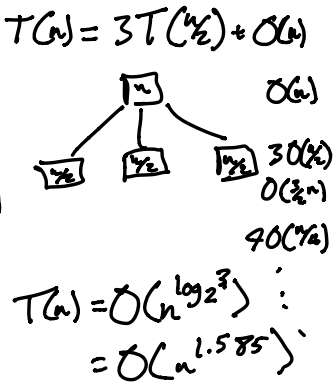 T(n) = 3T(n/2) + O(n)
n
O(n)
n/2 n/2 n/2
3O(n/2)
O(3/2 n)
4O(n/4)
⋮
T(n) = O(n^log₂3)
= O(n^1.585)